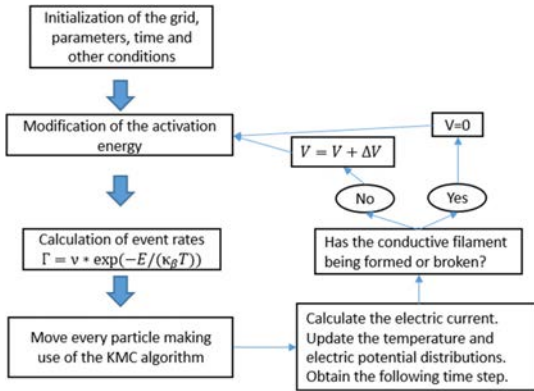 Initialization of the grid,
parameters, time and
other conditions
Modification of the activation
energy
Calculation of event rates
Γ = ν * exp(−E/(κᵦT))
Move every particle making
use of the KMC algorithm
Calculate the electric current.
Update the temperature and
electric potential distributions.
Obtain the following time step.
Has the conductive filament
being formed or broken?
No
Yes
V = V + ΔV
V=0